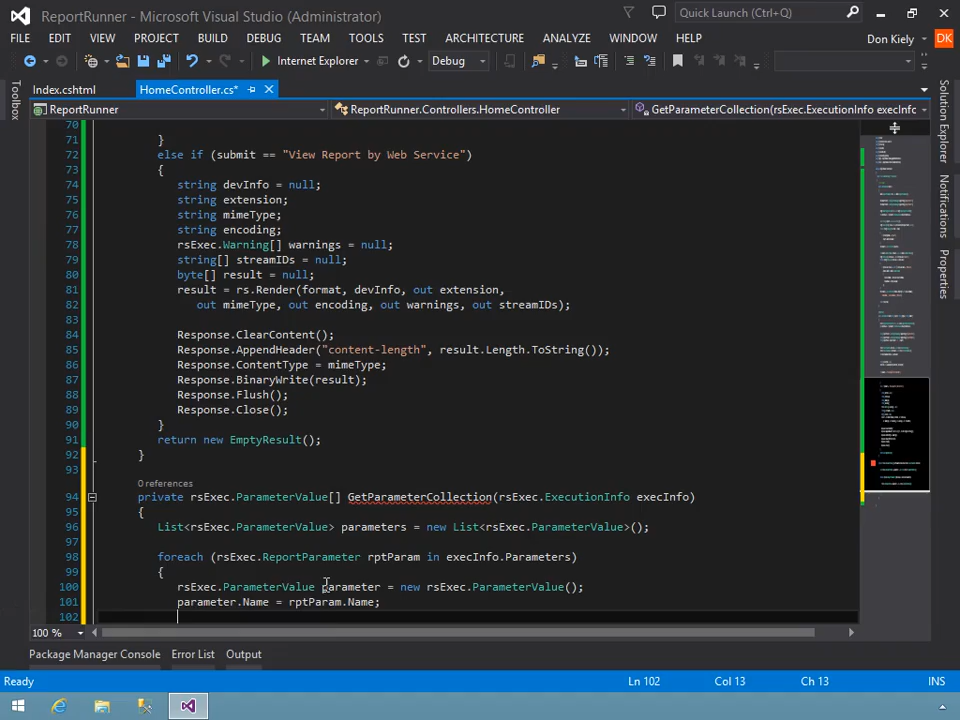 ReportRunner - Microsoft Visual Studio (Administrator)
Quick Launch (Ctrl+Q)
FILE EDIT VIEW PROJECT BUILD DEBUG TEAM TOOLS TEST ARCHITECTURE ANALYZE WINDOW HELP
Don Kiely DK
Internet Explorer Debug
Toolbox
Index.cshtml HomeController.cs*
ReportRunner ReportRunner.Controllers.HomeController GetParameterCollection(rsExec.ExecutionInfo execInfc
70
71 }
72 else if (submit == "View Report by Web Service")
73 {
74 string devInfo = null;
75 string extension;
76 string mimeType;
77 string encoding;
78 rsExec.Warning[] warnings = null;
79 string[] streamIDs = null;
80 byte[] result = null;
81 result = rs.Render(format, devInfo, out extension,
82 out mimeType, out encoding, out warnings, out streamIDs);
83
84 Response.ClearContent();
85 Response.AppendHeader("content-length", result.Length.ToString());
86 Response.ContentType = mimeType;
87 Response.BinaryWrite(result);
88 Response.Flush();
89 Response.Close();
90 }
91 return new EmptyResult();
92 }
93
0 references
94 private rsExec.ParameterValue[] GetParameterCollection(rsExec.ExecutionInfo execInfo)
95 {
96 List<rsExec.ParameterValue> parameters = new List<rsExec.ParameterValue>();
97
98 foreach (rsExec.ReportParameter rptParam in execInfo.Parameters)
99 {
100 rsExec.ParameterValue parameter = new rsExec.ParameterValue();
101 parameter.Name = rptParam.Name;
102
Solution Explorer
Notifications
Properties
100 %
Package Manager Console Error List Output
Ready Ln 102 Col 13 Ch 13 INS